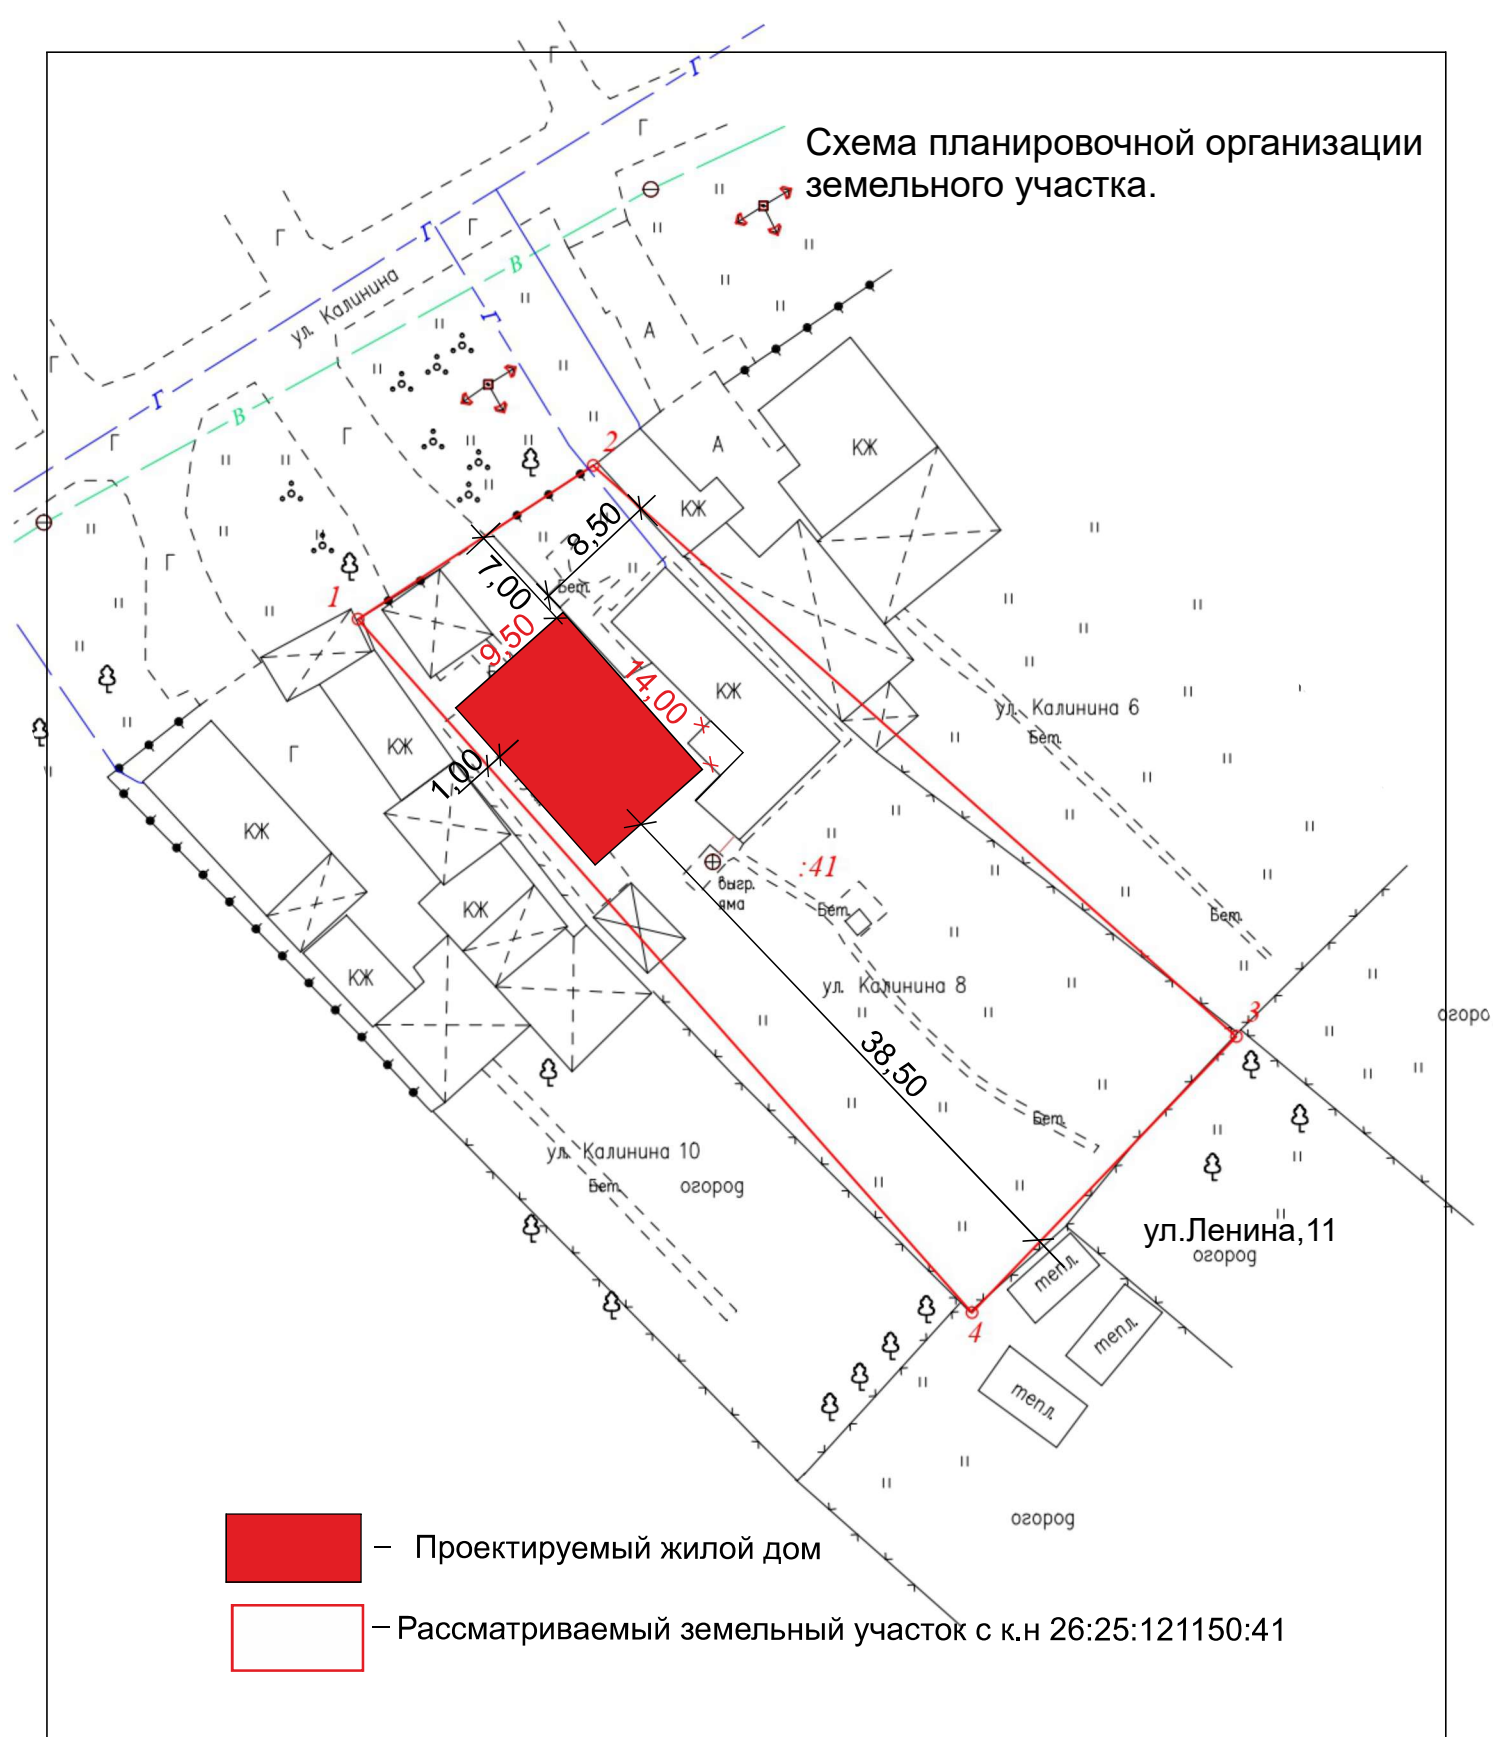 Г
Г
Г
Схема планировочной организации
земельного участка.
Г
Г
Г
В
ул. Калинина
Г
А
Г
Г
В
Г
Г
2
А
КЖ
КЖ
8,50
Г
7,00
Бет.
1
9,50
14,00
КЖ
ул. Калинина 6
Бет.
КЖ
Г
1,00
КЖ
:41
выгр.
яма
КЖ
Бет.
Бет.
КЖ
ул. Калинина 8
3
огоро
38,50
Бет.
ул. Калинина 10
Бет.
огород
ул.Ленина,11
огород
тепл.
4
тепл.
тепл.
огород
– Проектируемый жилой дом
– Рассматриваемый земельный участок с к.н 26:25:121150:41